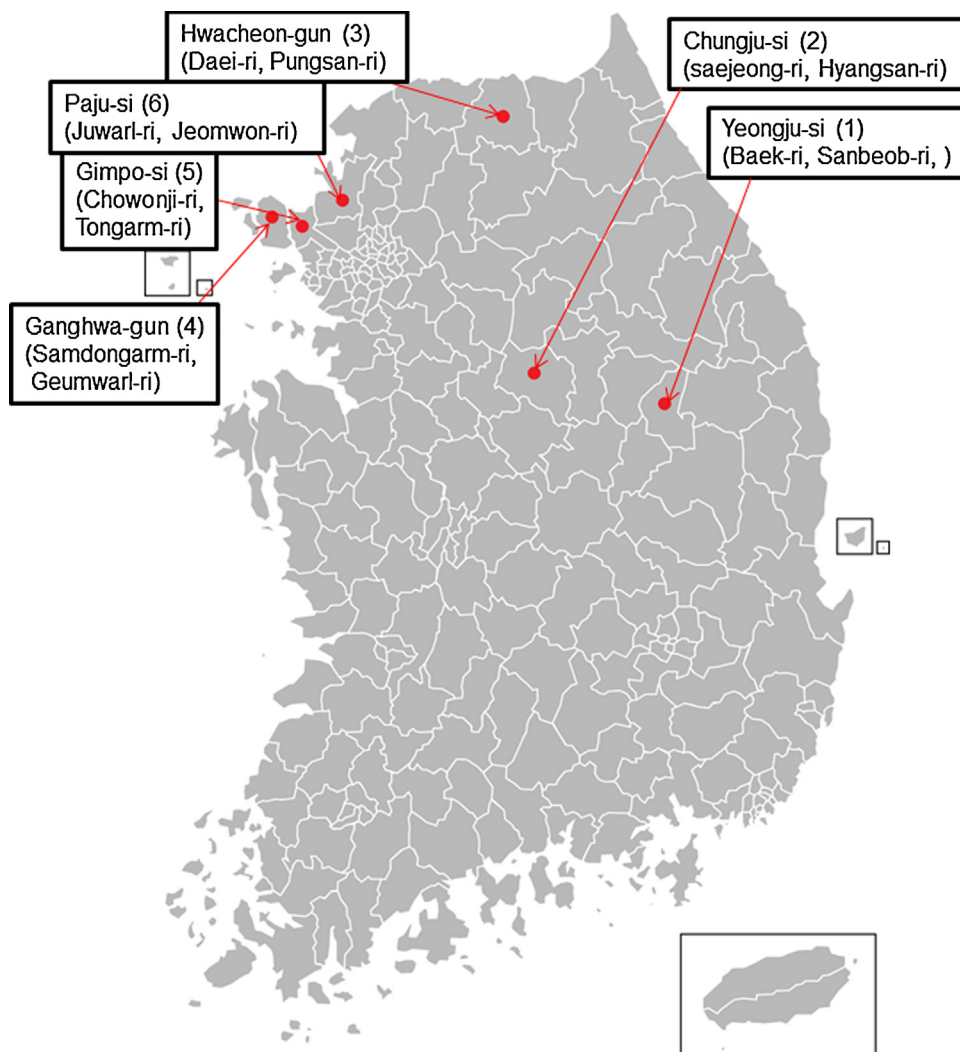 Hwacheon-gun (3)
(Daei-ri, Pungsan-ri)
Chungju-si (2)
(saejeong-ri, Hyangsan-ri)
Paju-si (6)
(Juwarl-ri, Jeomwon-ri)
Yeongju-si (1)
(Baek-ri, Sanbeob-ri, )
Gimpo-si (5)
(Chowonji-ri,
Tongarm-ri)
Ganghwa-gun (4)
(Samdongarm-ri,
Geumwarl-ri)